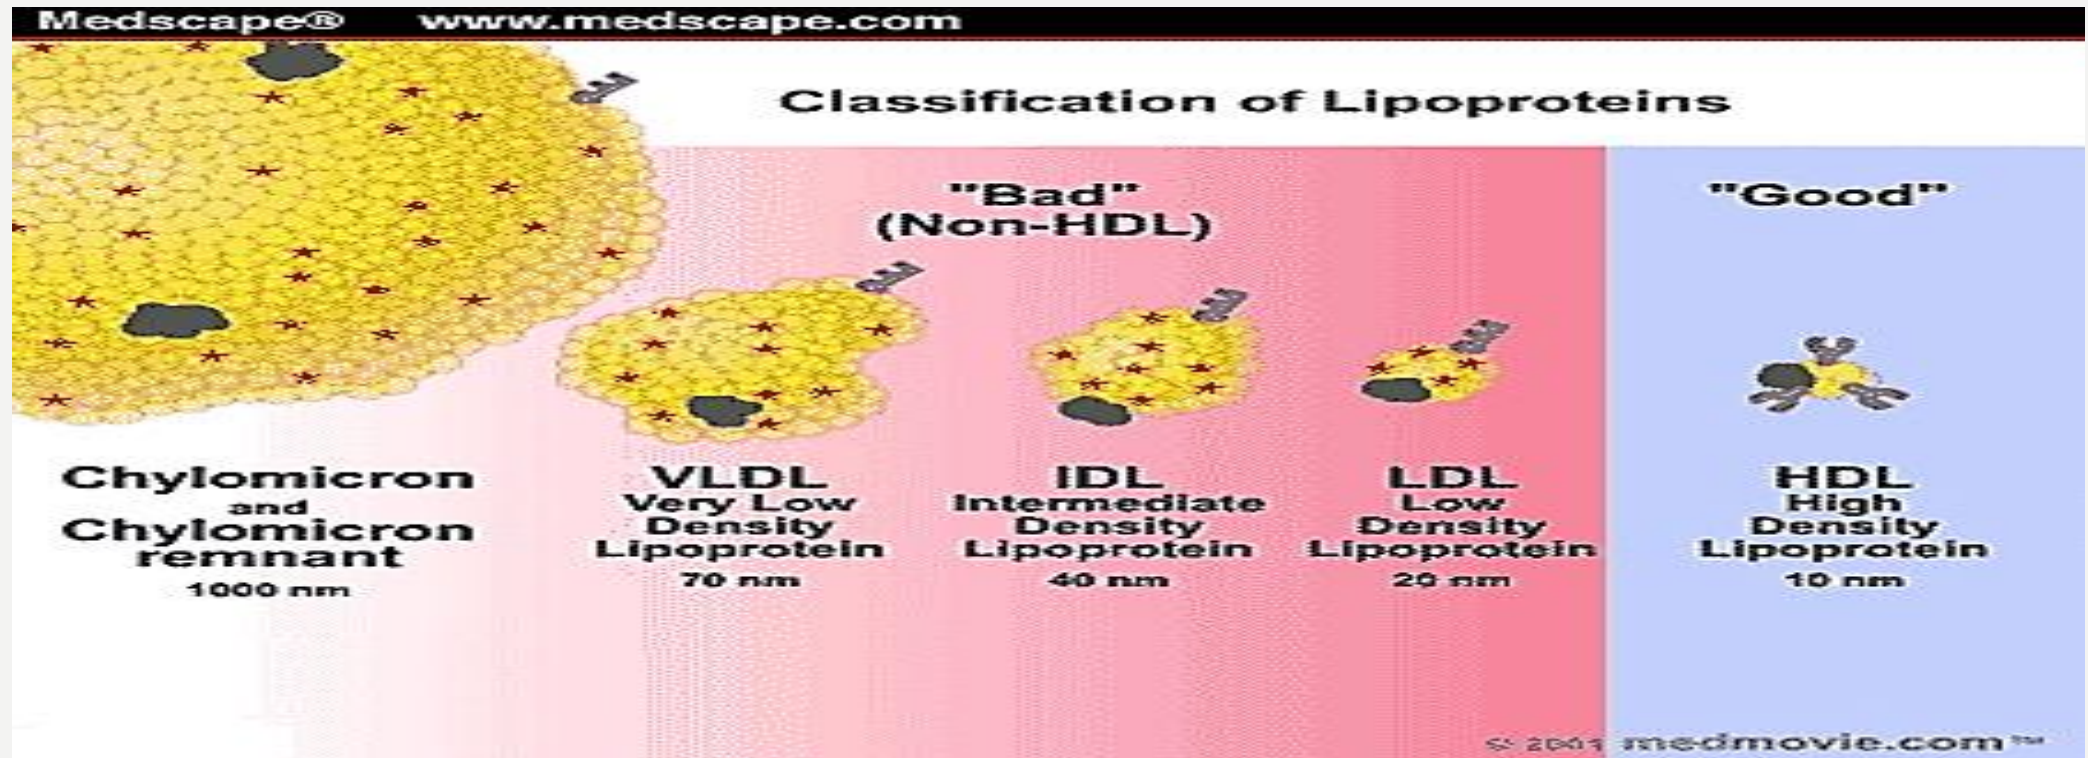 Medscape® www.medscape.com
Classification of Lipoproteins
"Bad"
(Non-HDL)
"Good"
Chylomicron
and
Chylomicron
remnant
1000 nm
VLDL
Very Low
Density
Lipoprotein
70 nm
IDL
Intermediate
Density
Lipoprotein
40 nm
LDL
Low
Density
Lipoprotein
20 nm
HDL
High
Density
Lipoprotein
10 nm
© 2001 medmovie.com™